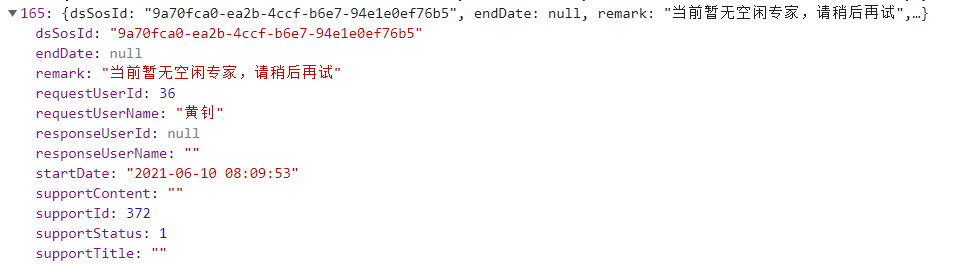 165: {dsSosId: "9a70fca0-ea2b-4ccf-b6e7-94e1e0ef76b5", endDate: null, remark: "当前暂无空闲专家，请稍后再试",…}
dsSosId: "9a70fca0-ea2b-4ccf-b6e7-94e1e0ef76b5"
endDate: null
remark: "当前暂无空闲专家，请稍后再试"
requestUserId: 36
requestUserName: "黄钊"
responseUserId: null
responseUserName: ""
startDate: "2021-06-10 08:09:53"
supportContent: ""
supportId: 372
supportStatus: 1
supportTitle: ""